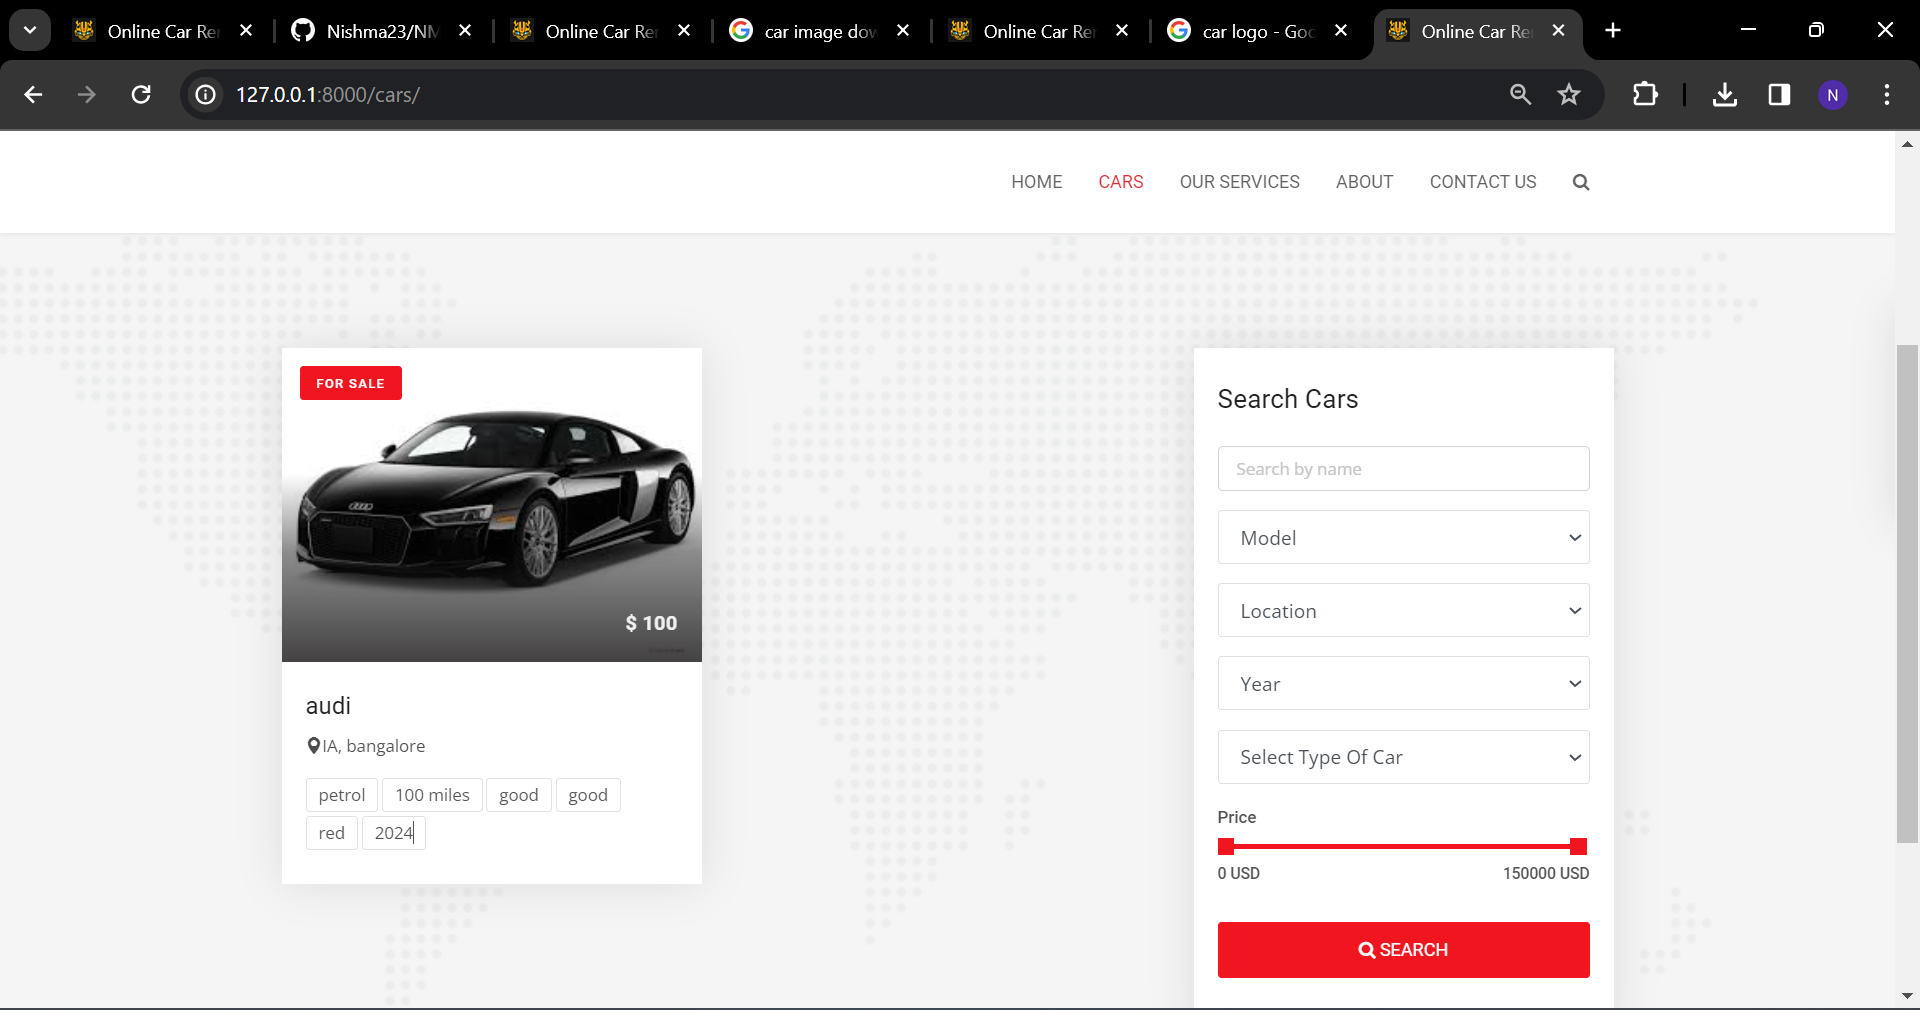 Online Car Re
Nishma23/NM
Online Car Re
car image dow
Online Car Re
car logo - Goo
Online Car Re
127.0.0.1:8000/cars/
N
HOME
CARS
OUR SERVICES
ABOUT
CONTACT US
FOR SALE
$ 100
audi
IA, bangalore
petrol
100 miles
good
good
red
2024
Search Cars
Search by name
Model
Location
Year
Select Type Of Car
Price
0 USD
150000 USD
SEARCH